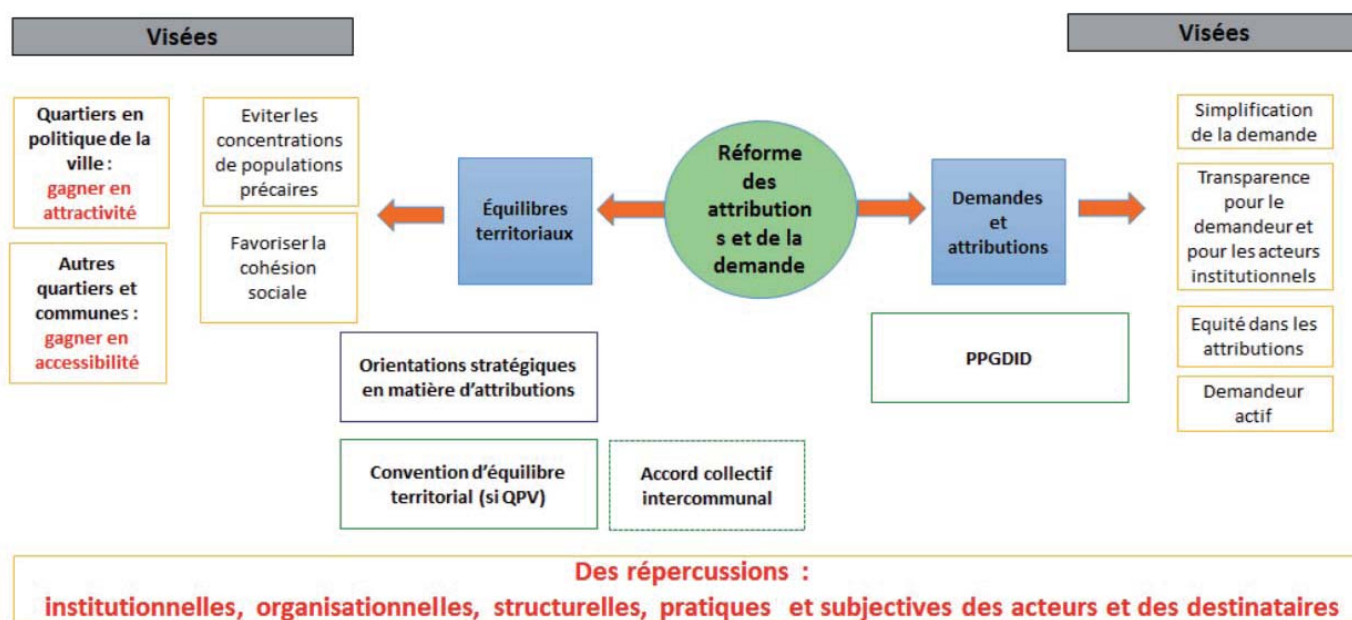 Visées
Visées
Quartiers en
politique de la
ville :
gagner en
attractivité
Autres
quartiers et
communes :
gagner en
accessibilité
Eviter les
concentrations
de populations
précaires
Favoriser la
cohésion
sociale
Équilibres
territoriaux
Réforme
des
attribution
s et de la
demande
Demandes
et
attributions
Simplification
de la demande
Transparence
pour le
demandeur et
pour les acteurs
institutionnels
Equité dans les
attributions
Demandeur
actif
Orientations stratégiques
en matière d'attributions
PPGDID
Convention d'équilibre
territorial (si QPV)
Accord collectif
intercommunal
Des répercussions :
institutionnelles, organisationnelles, structurelles, pratiques et subjectives des acteurs et des destinataires